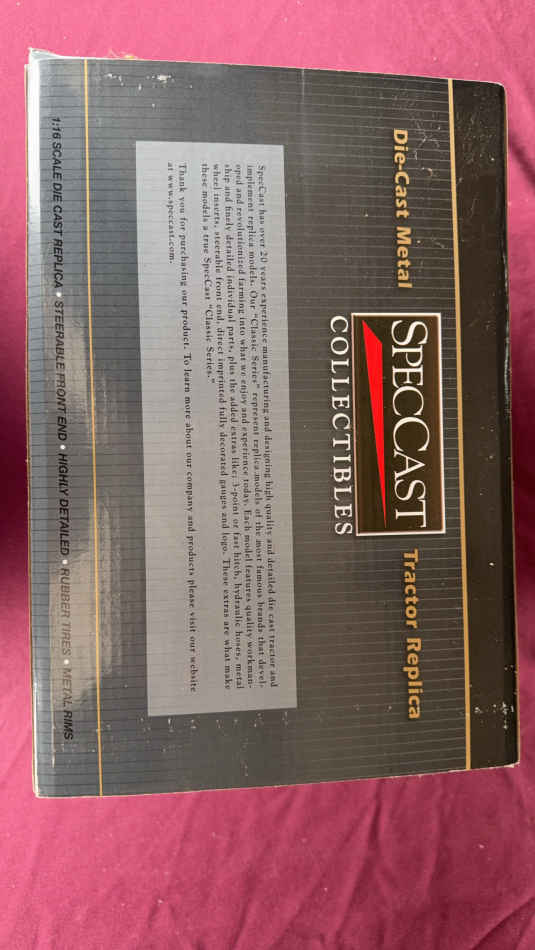 Die-Cast Metal
SPECCAST
COLLECTIBLES
Tractor Replica
SpecCast has over 20 years experience manufacturing and designing high quality and detailed die cast tractor and
implement replica models. Our "Classic Series" represent replica models of the most famous brands that devel-
oped and revolutionized farming into what we enjoy and experience today. Each model features quality workman-
ship and finely detailed individual parts, plus the added extras like; 3-point or fast hitch, hydraulic hoses, metal
wheel inserts, steerable front end, direct imprinted fully decorated gauges and logo. These extras are what make
these models a true SpecCast "Classic Series."
Thank you for purchasing our product. To learn more about our company and products please visit our website
at www.speccast.com.
1:16 SCALE DIE CAST REPLICA • STEERABLE FRONT END • HIGHLY DETAILED • RUBBER TIRES • METAL RIMS